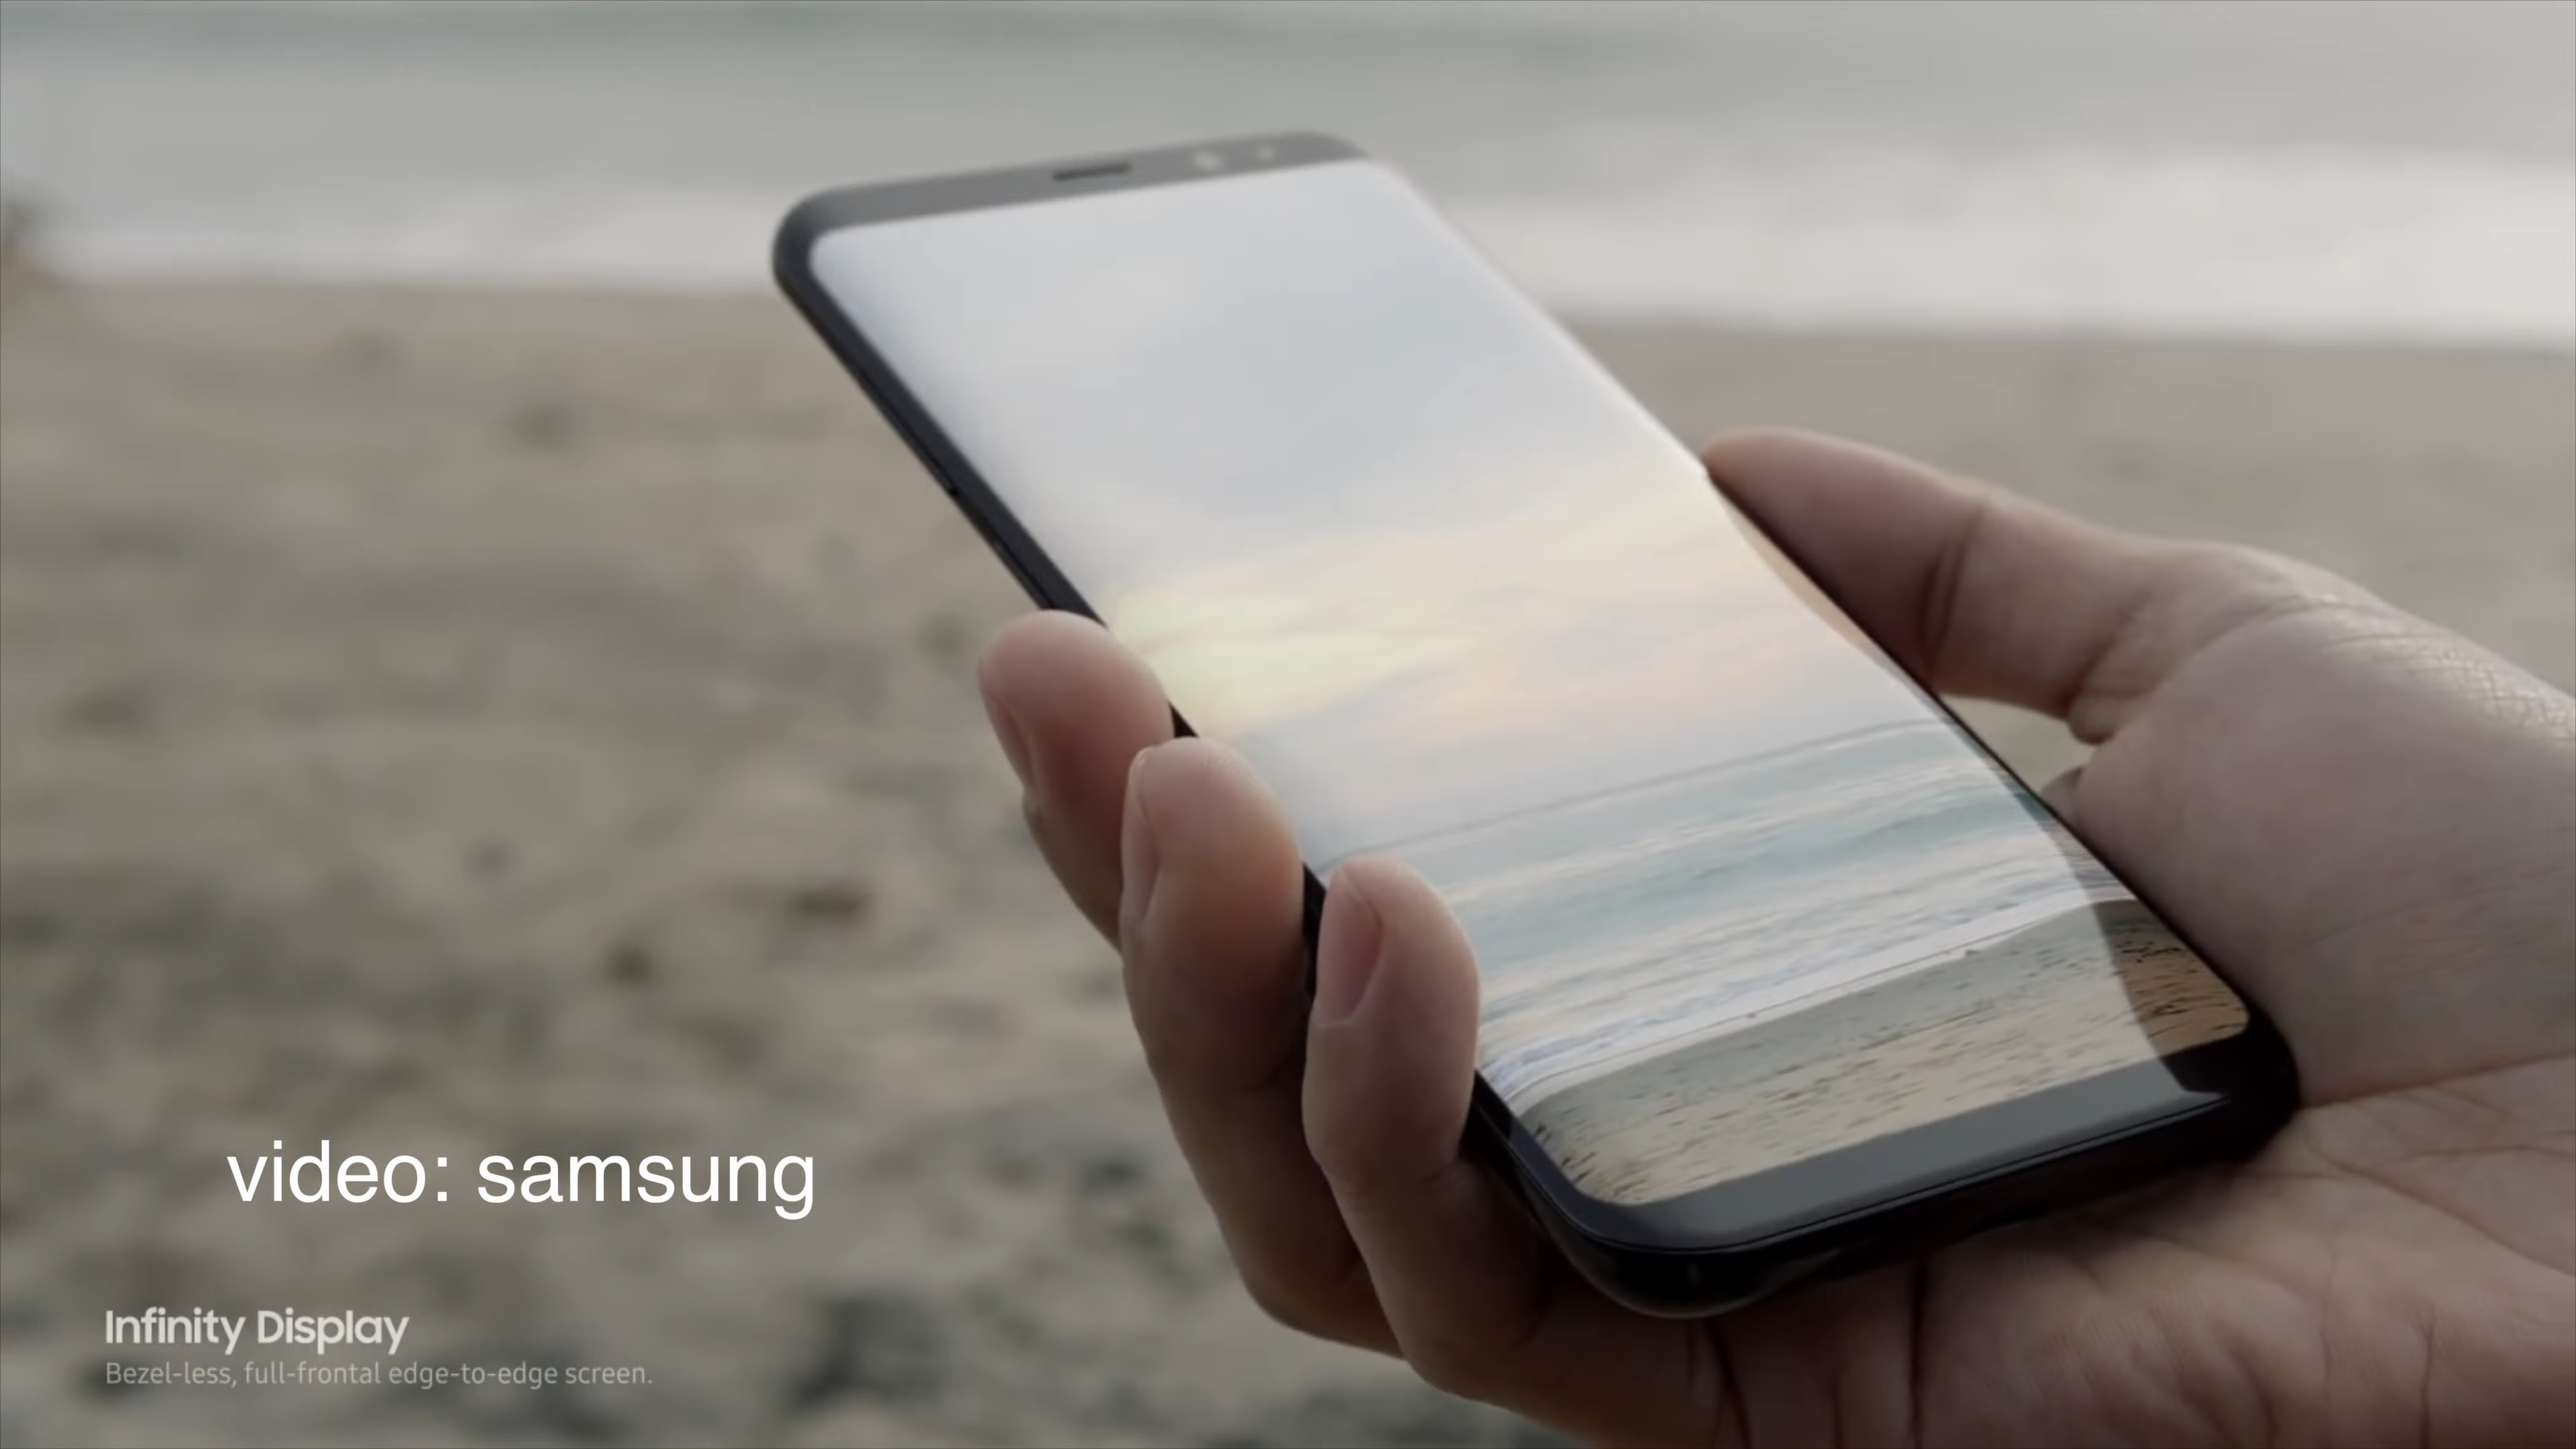 video: samsung
Infinity Display
Bezel-less, full-frontal edge-to-edge screen.